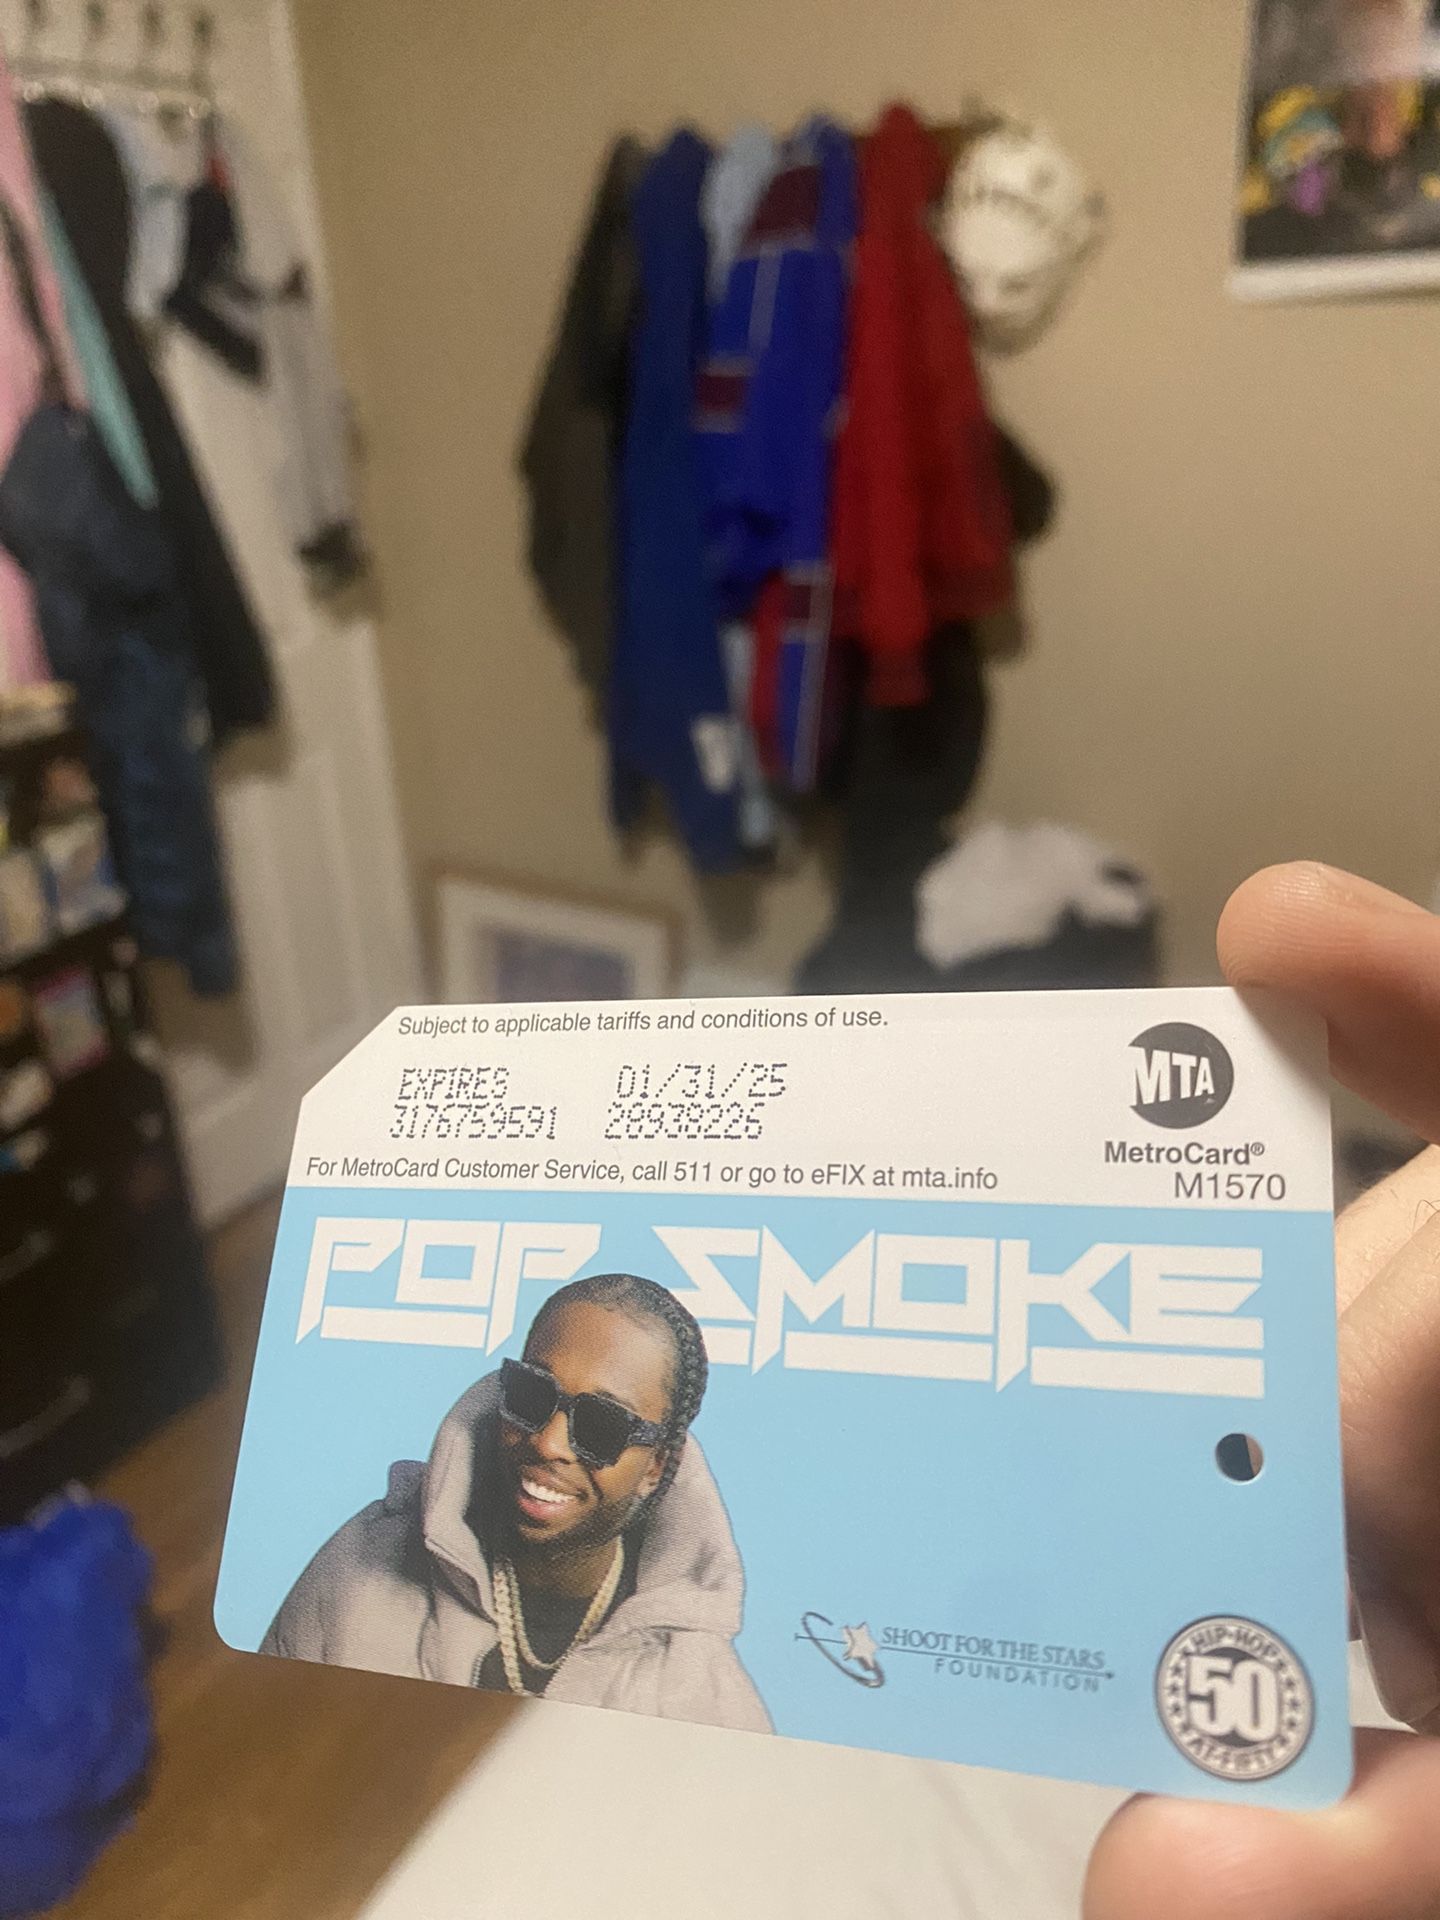 Subject to applicable tariffs and conditions of use.
EXPIRES 01/31/25
3176759591 28938226
MTA
MetroCard®
M1570
For MetroCard Customer Service, call 511 or go to eFIX at mta.info
POP SMOKE
SHOOT FOR THE STARS
FOUNDATION
HIP-HOP
50
AT-FIFTY